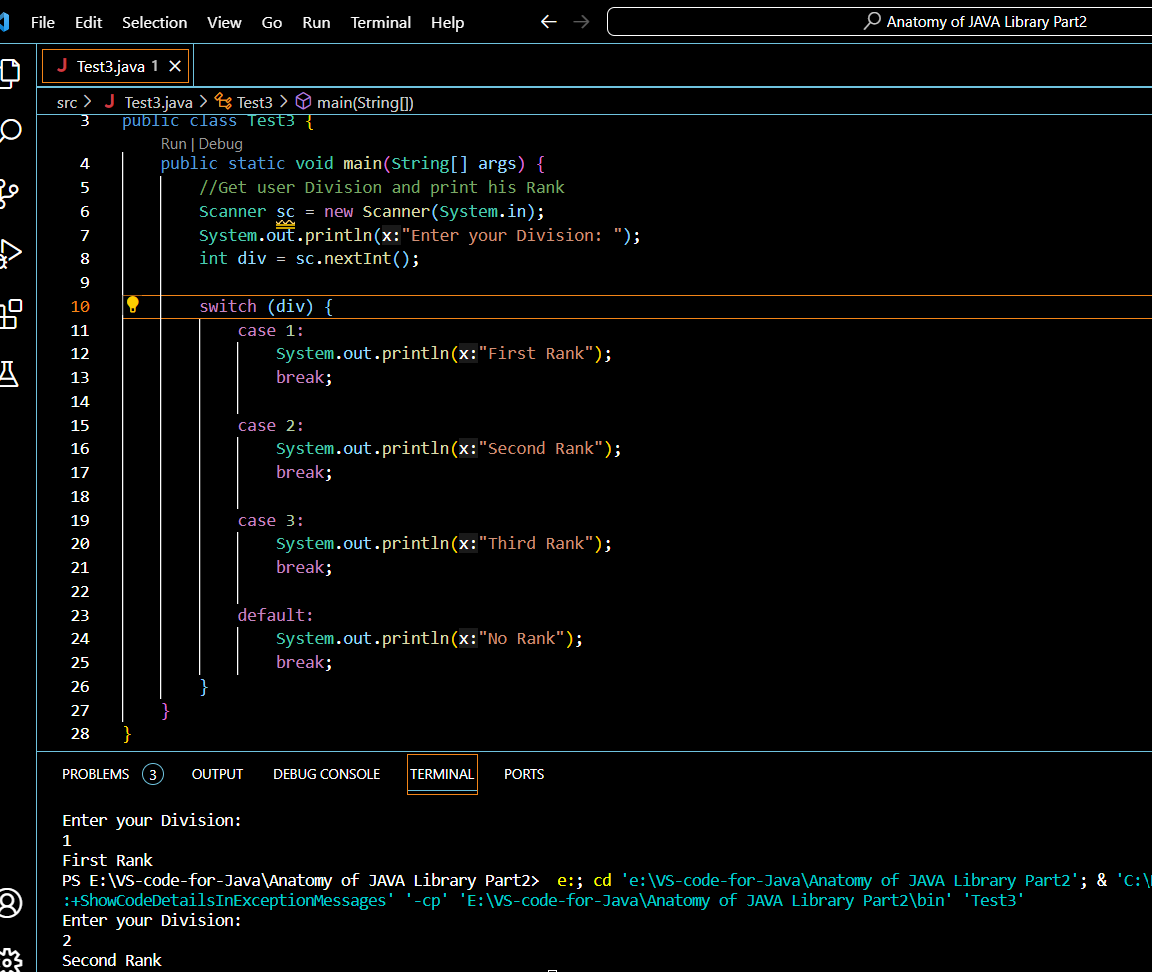 File Edit Selection View Go Run Terminal Help Anatomy of JAVA Library Part2
J Test3.java 1
src > J Test3.java > Test3 > main(String[])
3 public class Test3 {
Run | Debug
4 public static void main(String[] args) {
5 //Get user Division and print his Rank
6 Scanner sc = new Scanner(System.in);
7 System.out.println(x:"Enter your Division: ");
8 int div = sc.nextInt();
9
10 switch (div) {
11 case 1:
12 System.out.println(x:"First Rank");
13 break;
14
15 case 2:
16 System.out.println(x:"Second Rank");
17 break;
18
19 case 3:
20 System.out.println(x:"Third Rank");
21 break;
22
23 default:
24 System.out.println(x:"No Rank");
25 break;
26 }
27 }
28 }
PROBLEMS 3 OUTPUT DEBUG CONSOLE TERMINAL PORTS
Enter your Division:
1
First Rank
PS E:\VS-code-for-Java\Anatomy of JAVA Library Part2> e:; cd 'e:\VS-code-for-Java\Anatomy of JAVA Library Part2'; & 'C:\
:+ShowCodeDetailsInExceptionMessages' '-cp' 'E:\VS-code-for-Java\Anatomy of JAVA Library Part2\bin' 'Test3'
Enter your Division:
2
Second Rank